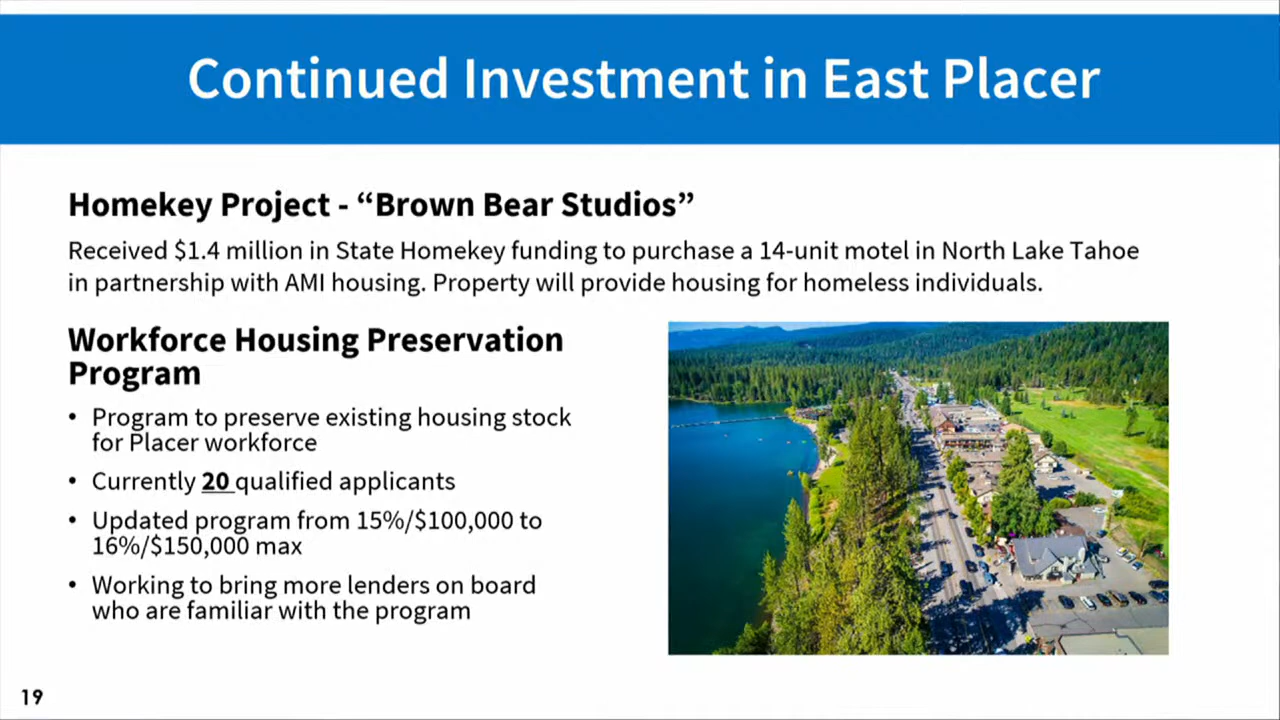 Continued Investment in East Placer
Homekey Project - “Brown Bear Studios”
Received $1.4 million in State Homekey funding to purchase a 14-unit motel in North Lake Tahoe
in partnership with AMI housing. Property will provide housing for homeless individuals.
Workforce Housing Preservation
Program
• Program to preserve existing housing stock
for Placer workforce
• Currently 20 qualified applicants
• Updated program from 15%/$100,000 to
16%/$150,000 max
• Working to bring more lenders on board
who are familiar with the program
19